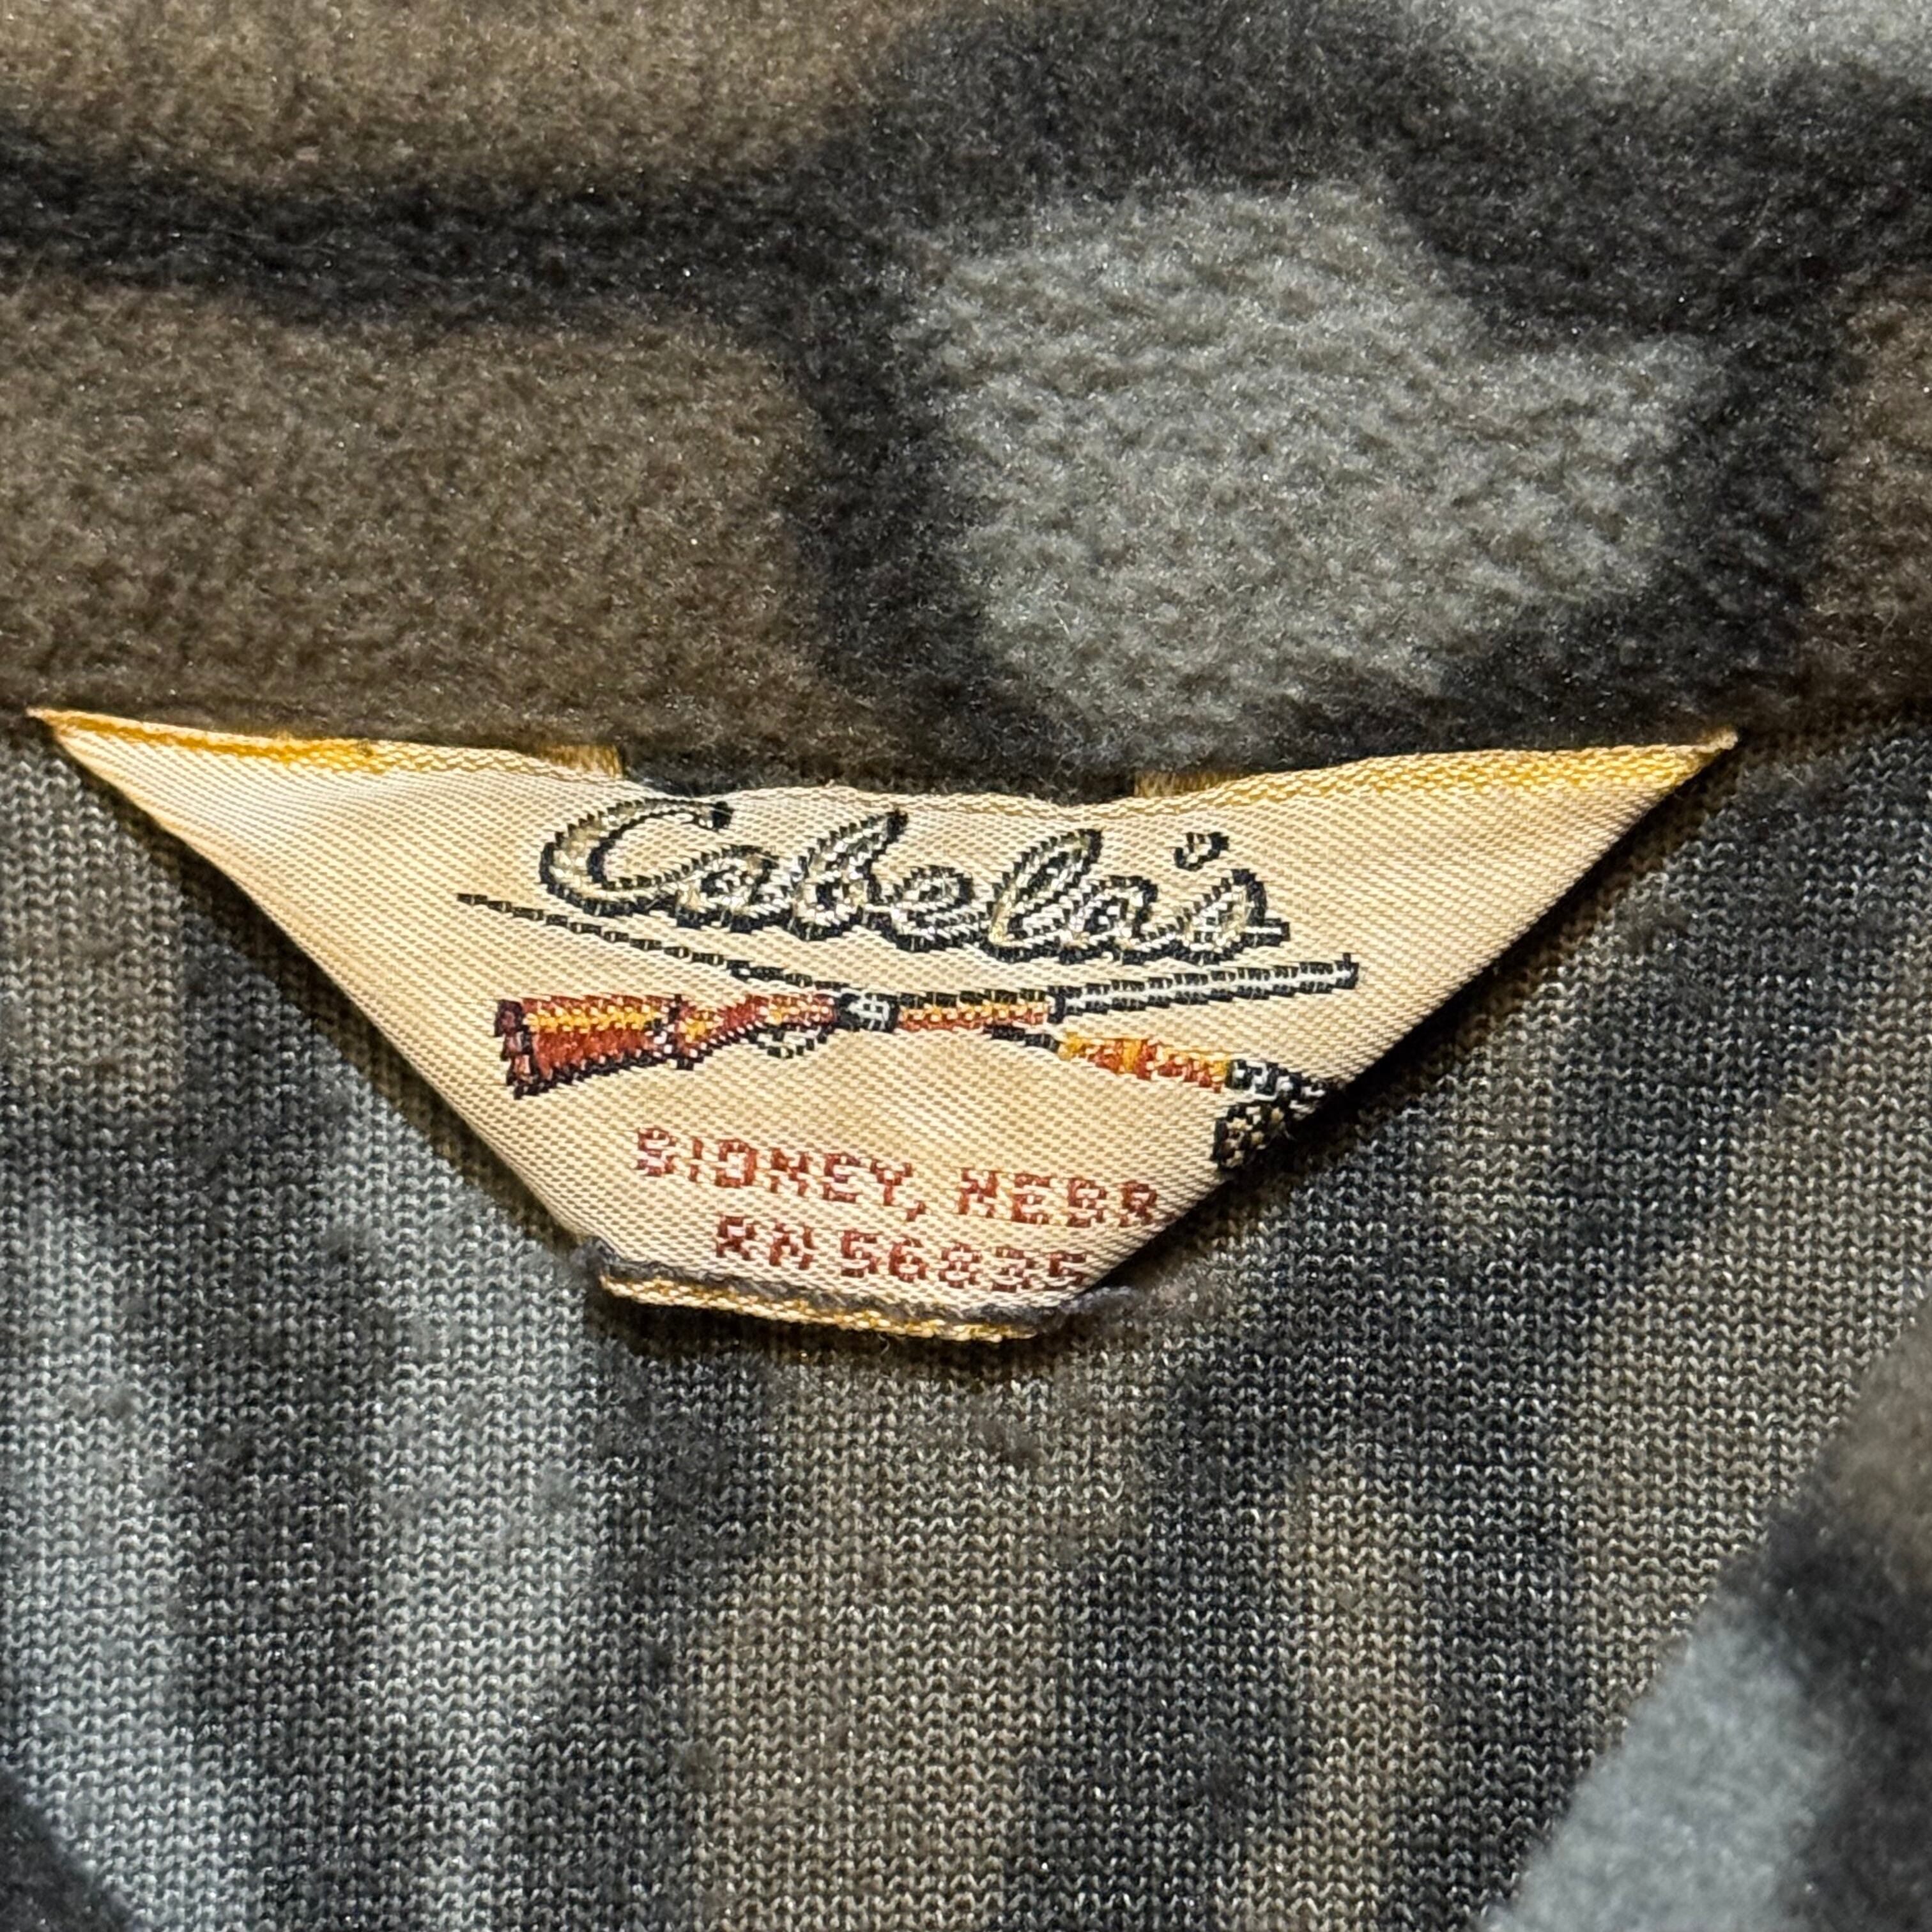 Cabela's
SIDNEY, NEBR
RN 56835